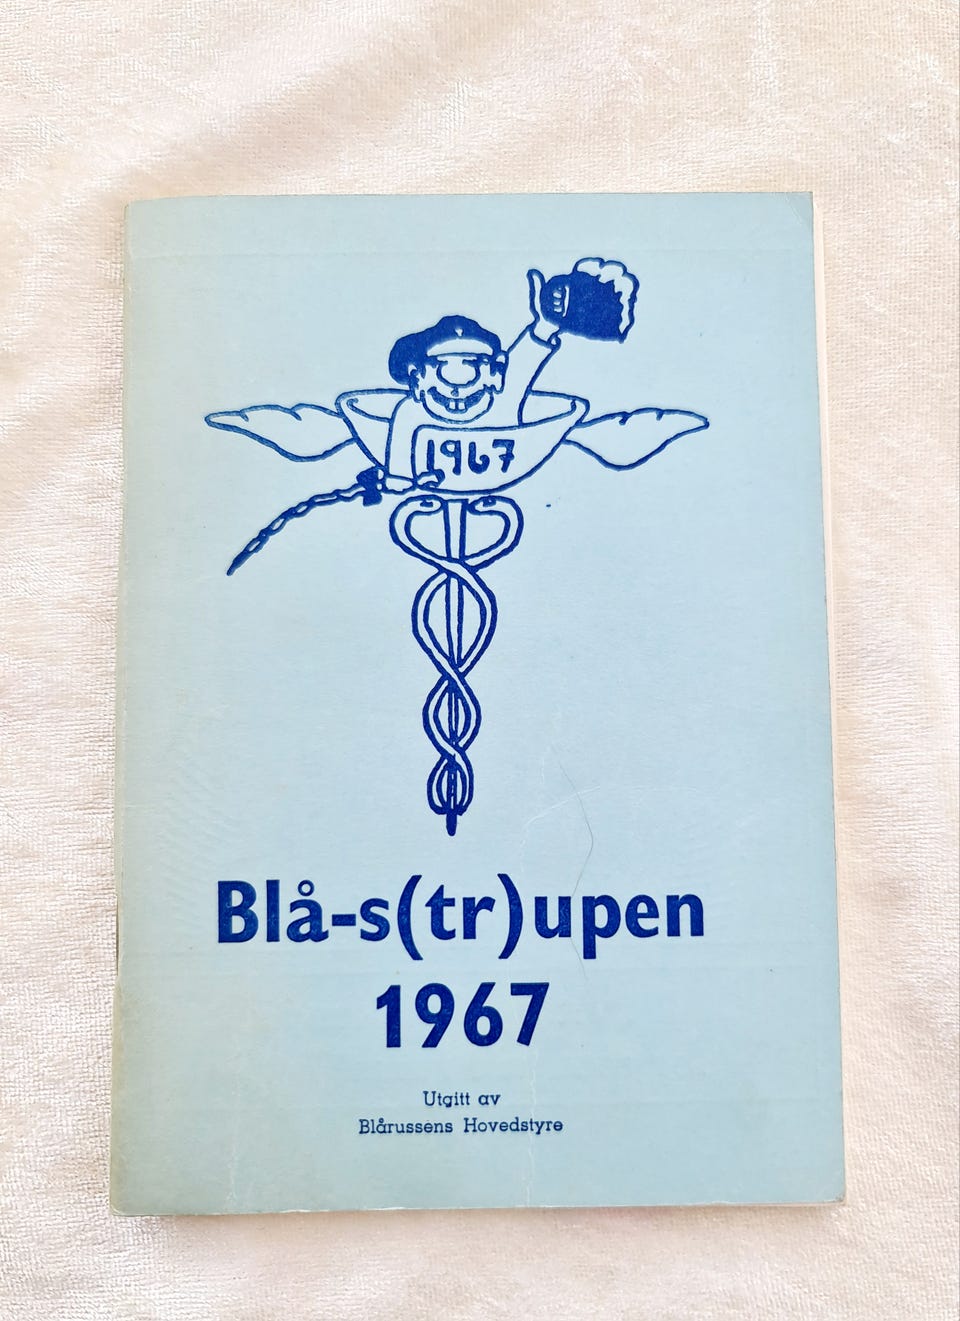 1967
Blå-s(tr)upen
1967
Utgitt av
Blårussens Hovedstyre